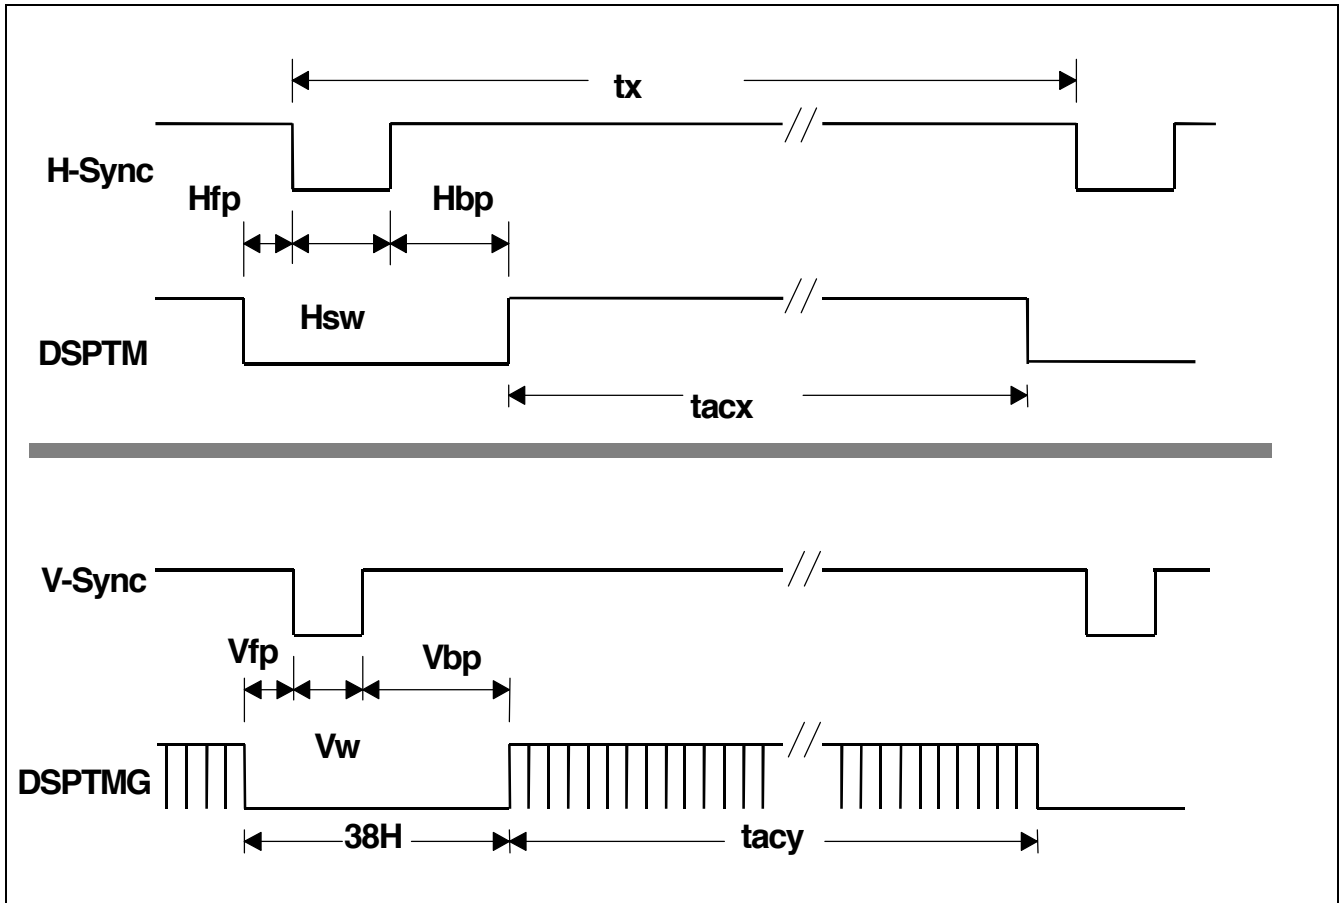 tx
H-Sync
Hfp
Hbp
Hsw
DSPTM
tacx
V-Sync
Vfp
Vbp
Vw
DSPTMG
38H
tacy